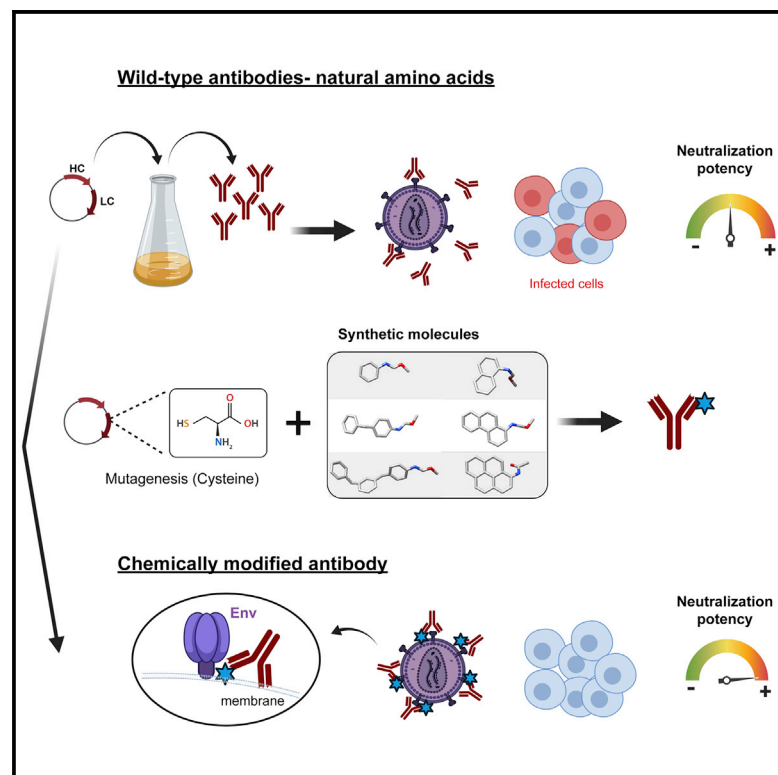 Wild-type antibodies- natural amino acids
HC
LC
Neutralization
potency
-
+
Infected cells
Synthetic molecules
O
HS
OH
NH2
+
Mutagenesis (Cysteine)
Chemically modified antibody
Env
membrane
Neutralization
potency
-
+